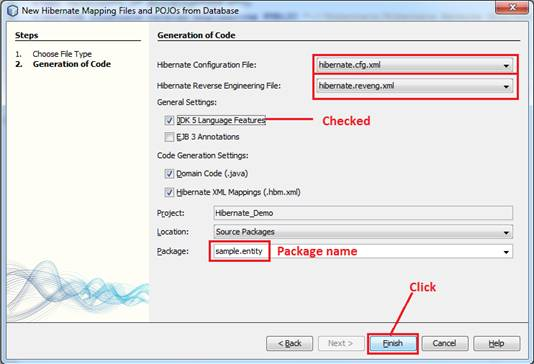 New Hibernate Mapping Files and POJOs from Database
Steps
1. Choose File Type
2. Generation of Code
Generation of Code
Hibernate Configuration File: hibernate.cfg.xml
Hibernate Reverse Engineering File: hibernate.reveng.xml
General Settings:
JDK 5 Language Features Checked
EJB 3 Annotations
Code Generation Settings:
Domain Code (.java)
Hibernate XML Mappings (.hbm.xml)
Project: Hibernate_Demo
Location: Source Packages
Package: sample.entity Package name
Click
< Back Next > Finish Cancel Help